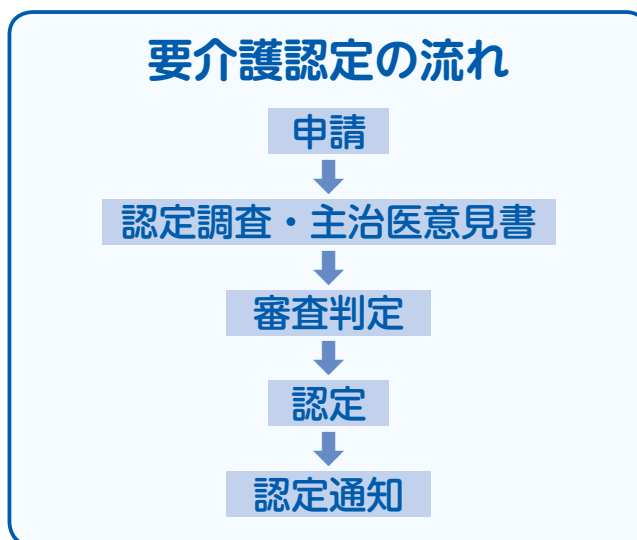 要介護認定の流れ
申請
認定調査・主治医意見書
審査判定
認定
認定通知